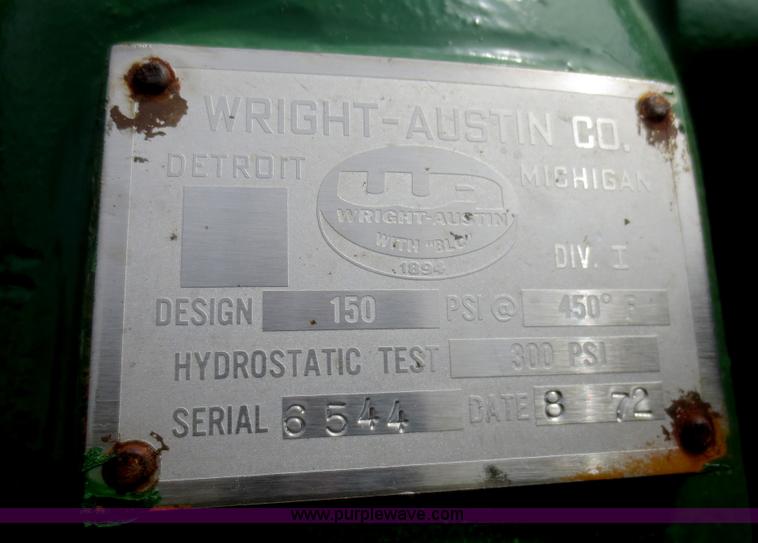 WRIGHT-AUSTIN CO.
DETROIT MICHIGAN
WA
WRIGHT-AUSTIN
WITH "BLC"
1894
DIV. I
DESIGN 150 PSI @ 450° F
HYDROSTATIC TEST 300 PSI
SERIAL 6544 DATE 8 72
www.purplewave.com